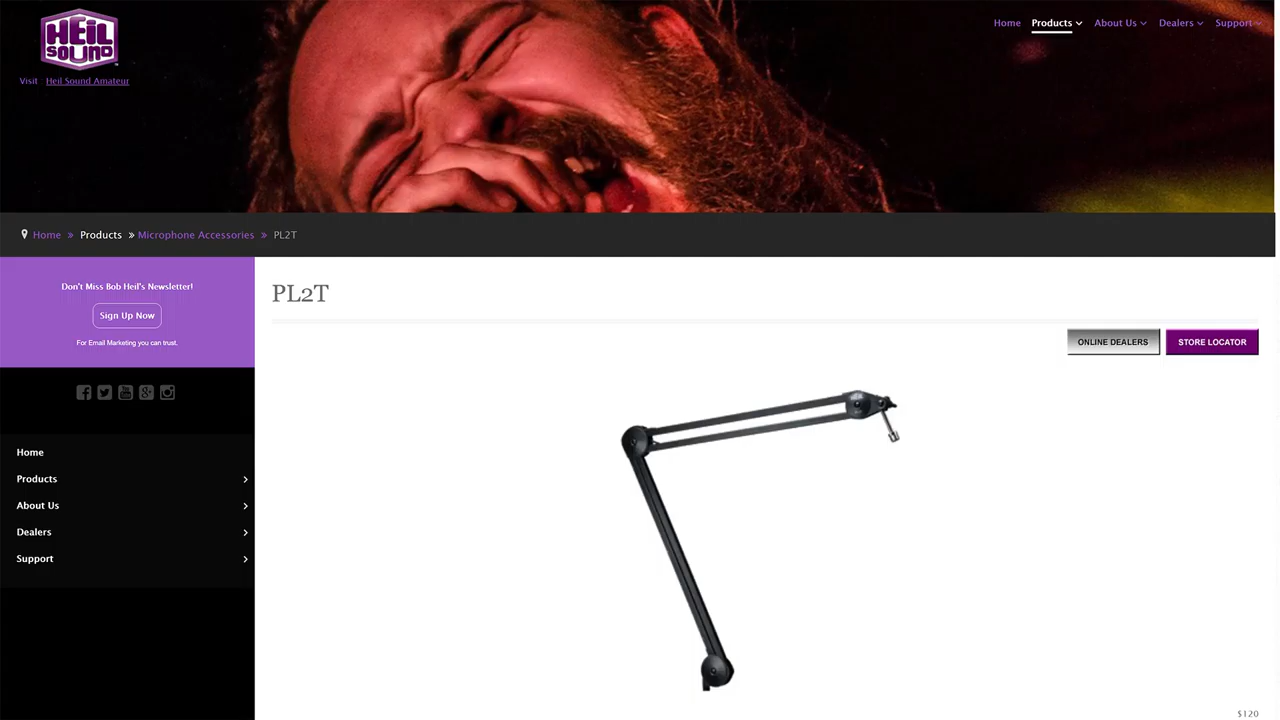 HEIL
SOUND
Visit Heil Sound Amateur
Home Products About Us Dealers Support
Home » Products » Microphone Accessories » PL2T
Don't Miss Bob Heil's Newsletter!
Sign Up Now
For Email Marketing you can trust.
Home
Products
About Us
Dealers
Support
PL2T
ONLINE DEALERS STORE LOCATOR
$120